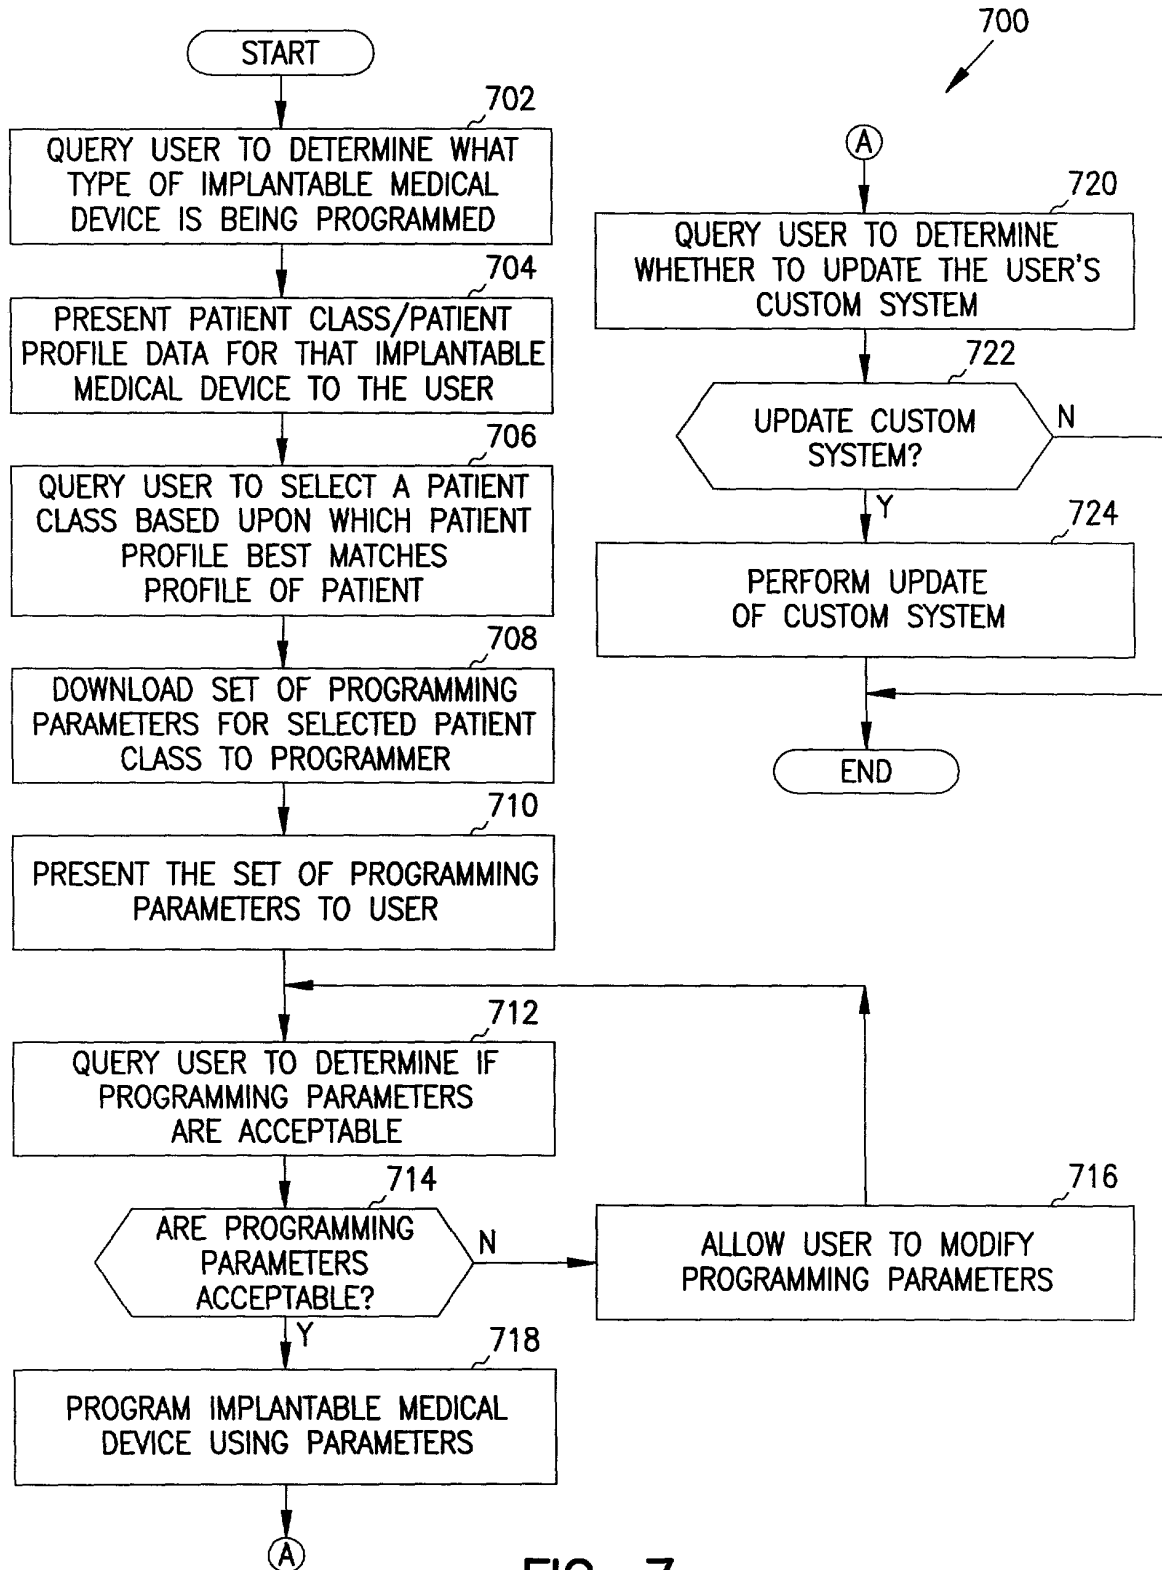 START
702
QUERY USER TO DETERMINE WHAT
TYPE OF IMPLANTABLE MEDICAL
DEVICE IS BEING PROGRAMMED
704
PRESENT PATIENT CLASS/PATIENT
PROFILE DATA FOR THAT IMPLANTABLE
MEDICAL DEVICE TO THE USER
706
QUERY USER TO SELECT A PATIENT
CLASS BASED UPON WHICH PATIENT
PROFILE BEST MATCHES
PROFILE OF PATIENT
708
DOWNLOAD SET OF PROGRAMMING
PARAMETERS FOR SELECTED PATIENT
CLASS TO PROGRAMMER
710
PRESENT THE SET OF PROGRAMMING
PARAMETERS TO USER
712
QUERY USER TO DETERMINE IF
PROGRAMMING PARAMETERS
ARE ACCEPTABLE
714
ARE PROGRAMMING
PARAMETERS
ACCEPTABLE?
N
Y
716
ALLOW USER TO MODIFY
PROGRAMMING PARAMETERS
718
PROGRAM IMPLANTABLE MEDICAL
DEVICE USING PARAMETERS
A
700
A
720
QUERY USER TO DETERMINE
WHETHER TO UPDATE THE USER'S
CUSTOM SYSTEM
722
UPDATE CUSTOM
SYSTEM?
N
Y
724
PERFORM UPDATE
OF CUSTOM SYSTEM
END
FIG. 7